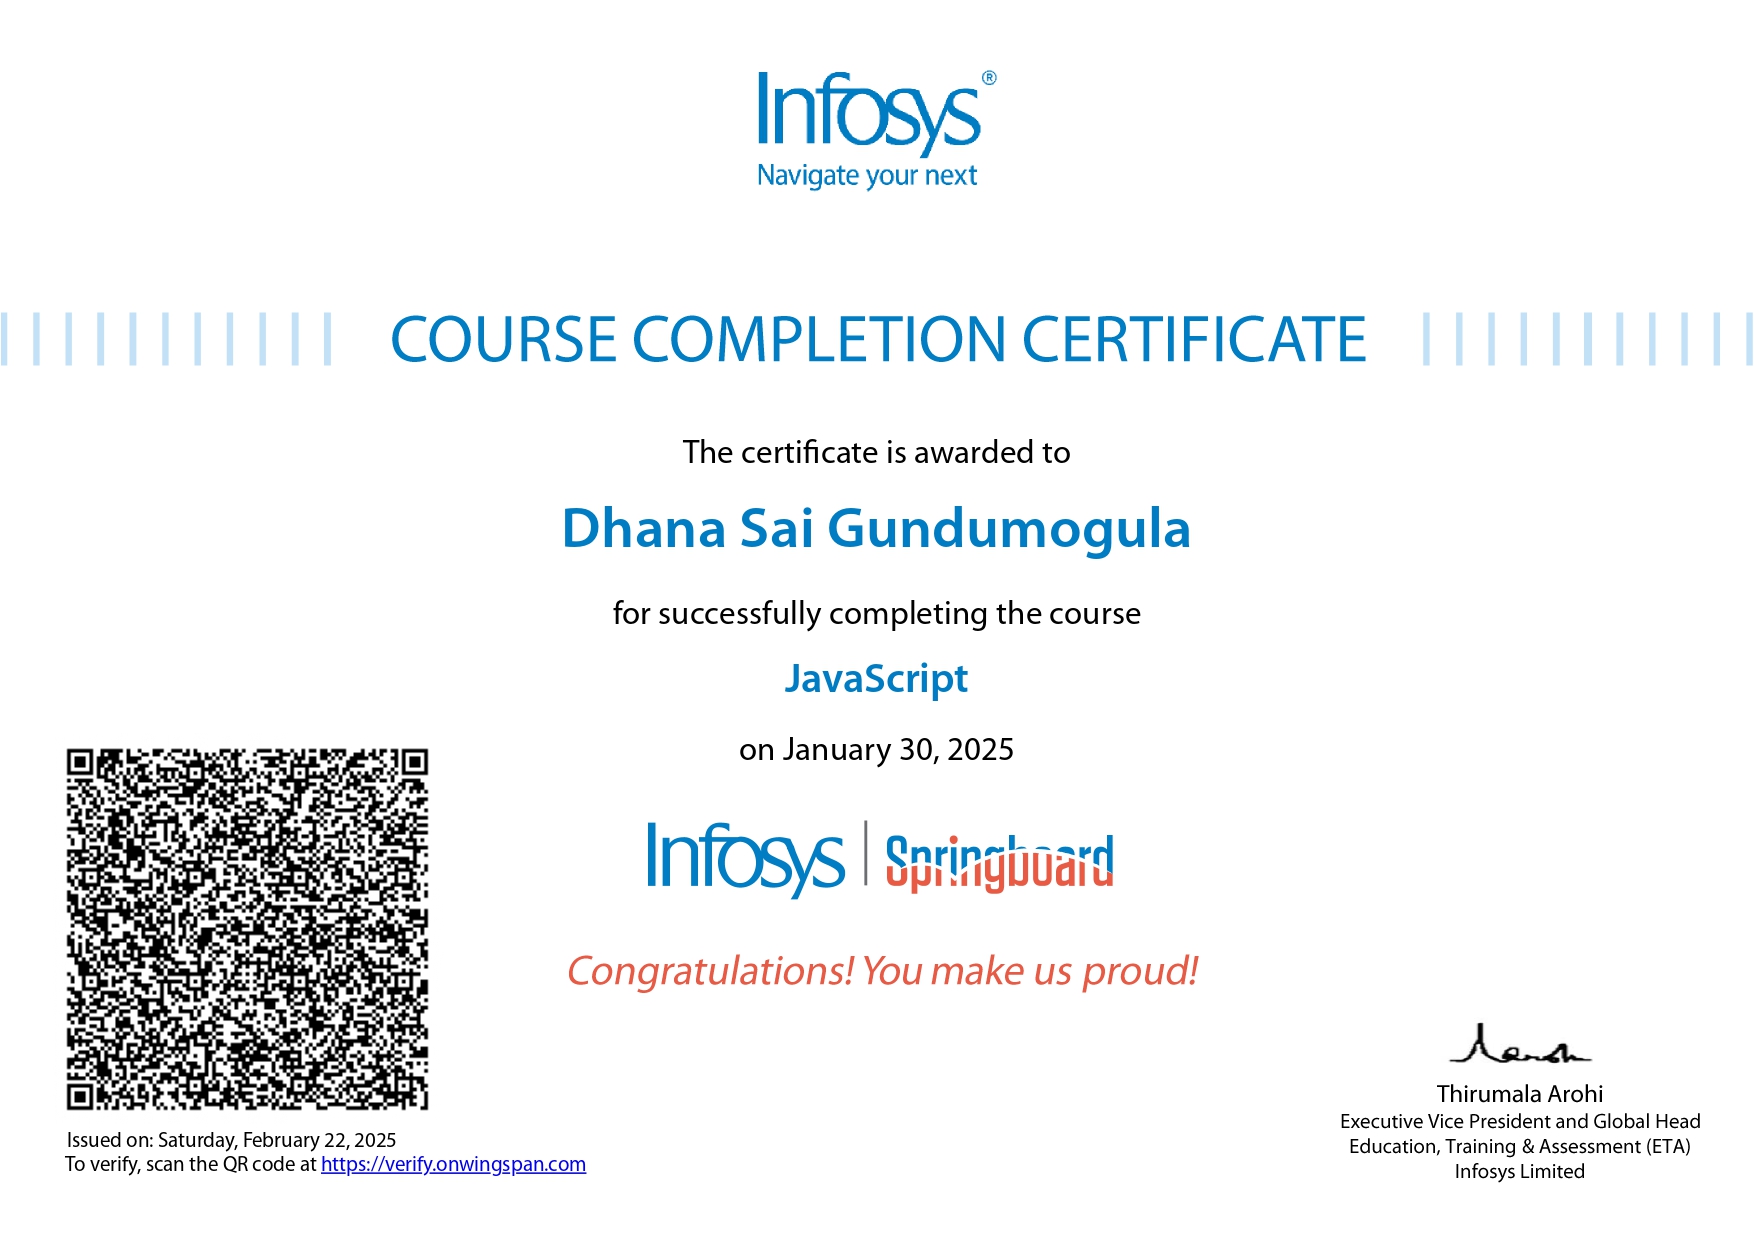 Infosys®
Navigate your next
COURSE COMPLETION CERTIFICATE
The certificate is awarded to
Dhana Sai Gundumogula
for successfully completing the course
JavaScript
on January 30, 2025
Infosys | Springboard
Congratulations! You make us proud!
Issued on: Saturday, February 22, 2025
To verify, scan the QR code at https://verify.onwingspan.com
Thirumala Arohi
Executive Vice President and Global Head
Education, Training & Assessment (ETA)
Infosys Limited